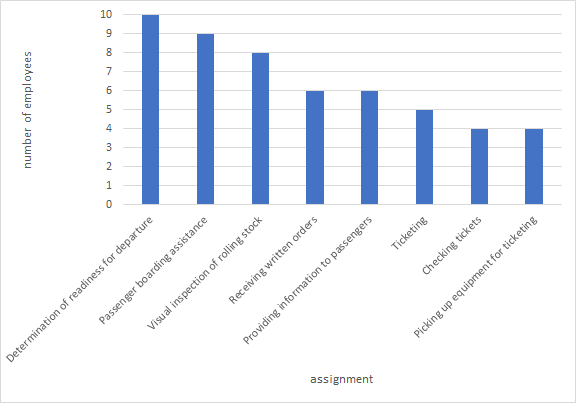 10
9
8
7
6
5
4
3
2
1
0
number of employees
Determination of readiness for departure
Passenger boarding assistance
Visual inspection of rolling stock
Receiving written orders
Providing information to passengers
Ticketing
Checking tickets
Picking up equipment for ticketing
assignment